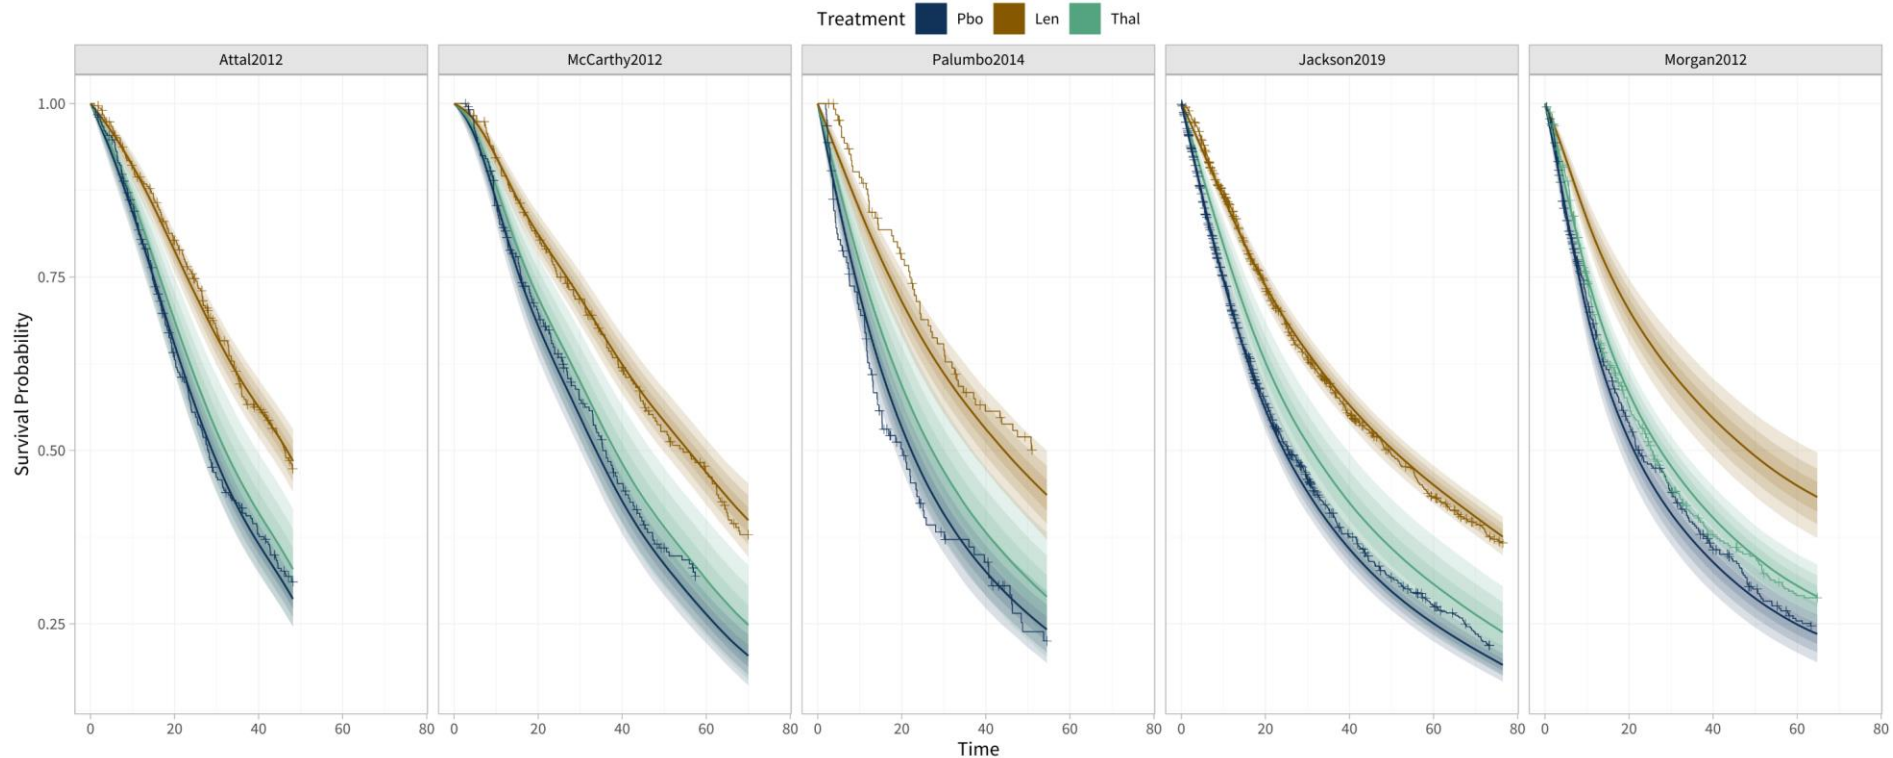 Treatment Pbo Len Thal
Attal2012 McCarthy2012 Palumbo2014 Jackson2019 Morgan2012
Survival Probability
1.00
0.75
0.50
0.25
0 20 40 60 80 0 20 40 60 80 0 20 40 60 80 0 20 40 60 80 0 20 40 60 80
Time